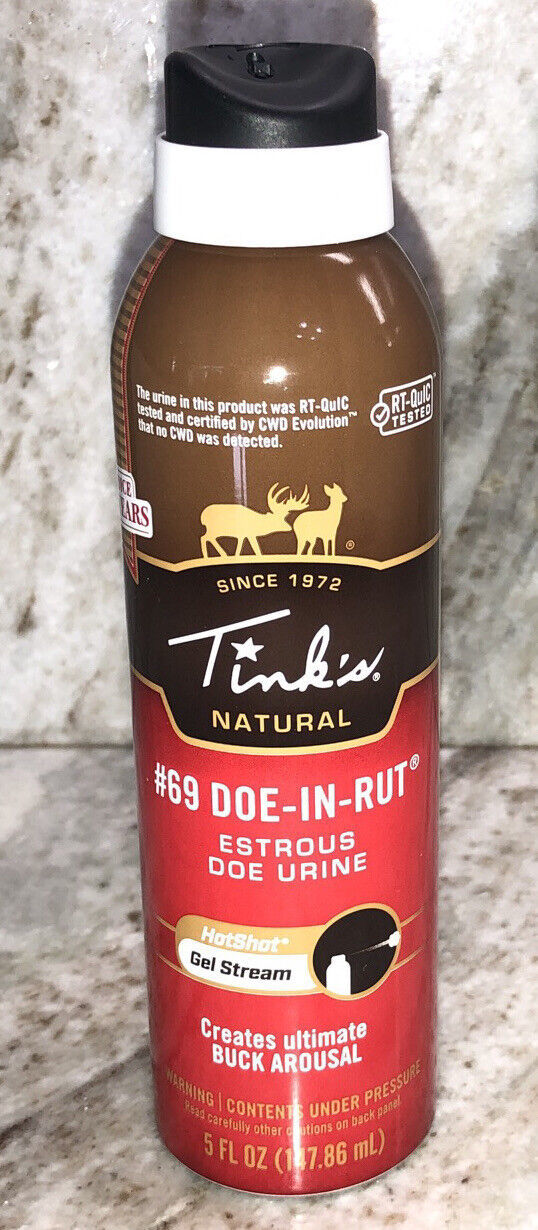 The urine in this product was RT-QuIC
tested and certified by CWD Evolution™
that no CWD was detected.
RT-QuIC™
TESTED
SINCE 1972
Tink's®
NATURAL
#69 DOE-IN-RUT®
ESTROUS
DOE URINE
HotShot®
Gel Stream
Creates ultimate
BUCK AROUSAL
WARNING | CONTENTS UNDER PRESSURE
Read carefully other cautions on back panel
5 FL OZ (147.86 mL)